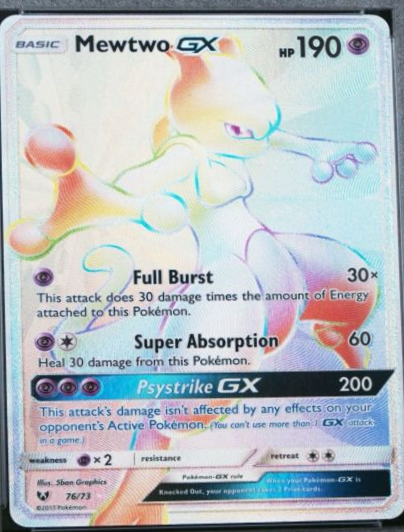 BASIC Mewtwo GX HP 190
Full Burst 30×
This attack does 30 damage times the amount of Energy
attached to this Pokémon.
Super Absorption 60
Heal 30 damage from this Pokémon.
Psystrike GX 200
This attack's damage isn't affected by any effects on your
opponent's Active Pokémon. (You can't use more than 1 GX attack
in a game.)
weakness ×2 resistance retreat
Illus. 5ban Graphics
Pokémon-GX rule
When your Pokémon-GX is
Knocked Out, your opponent takes 2 Prize cards.
76/73
©2017 Pokémon